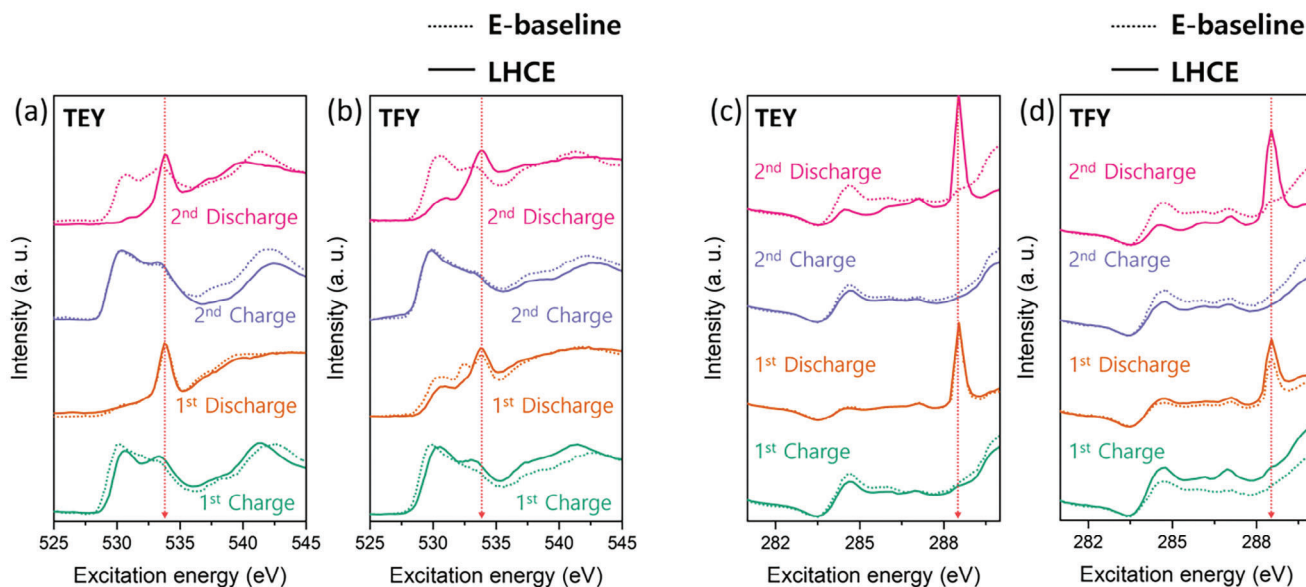 E-baseline
LHCE
E-baseline
LHCE
(a)
TEY
2nd Discharge
2nd Charge
1st Discharge
1st Charge
Intensity (a. u.)
525 530 535 540 545
Excitation energy (eV)
(b)
TFY
2nd Discharge
2nd Charge
1st Discharge
1st Charge
Intensity (a. u.)
525 530 535 540 545
Excitation energy (eV)
(c)
TEY
2nd Discharge
2nd Charge
1st Discharge
1st Charge
Intensity (a. u.)
282 285 288
Excitation energy (eV)
(d)
TFY
2nd Discharge
2nd Charge
1st Discharge
1st Charge
Intensity (a. u.)
282 285 288
Excitation energy (eV)